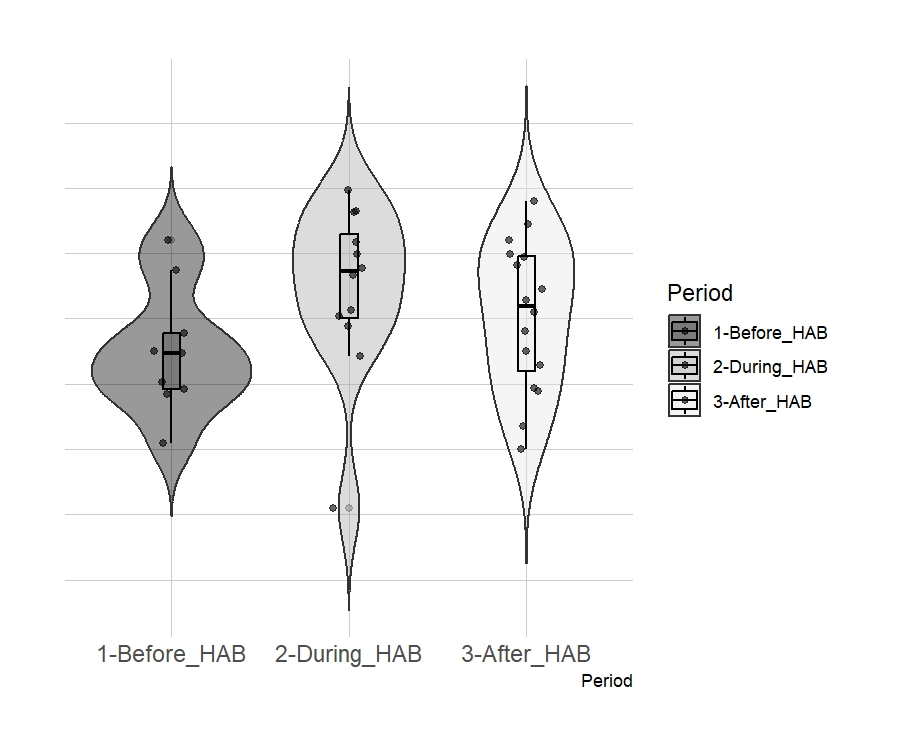 Period
1-Before_HAB
2-During_HAB
3-After_HAB
1-Before_HAB 2-During_HAB 3-After_HAB
Period